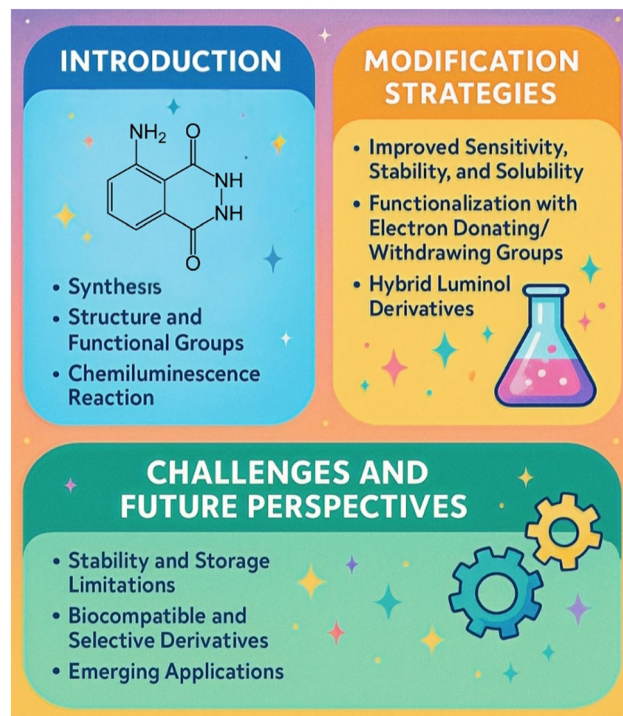 INTRODUCTION
NH2
O
NH
NH
O
• Synthesis
• Structure and
Functional Groups
• Chemiluminescence
Reaction
MODIFICATION
STRATEGIES
• Improved Sensitivity,
Stability, and Solubility
• Functionalization with
Electron Donating/
Withdrawing Groups
• Hybrid Luminol
Derivatives
CHALLENGES AND
FUTURE PERSPECTIVES
• Stability and Storage
Limitations
• Biocompatible and
Selective Derivatives
• Emerging Applications